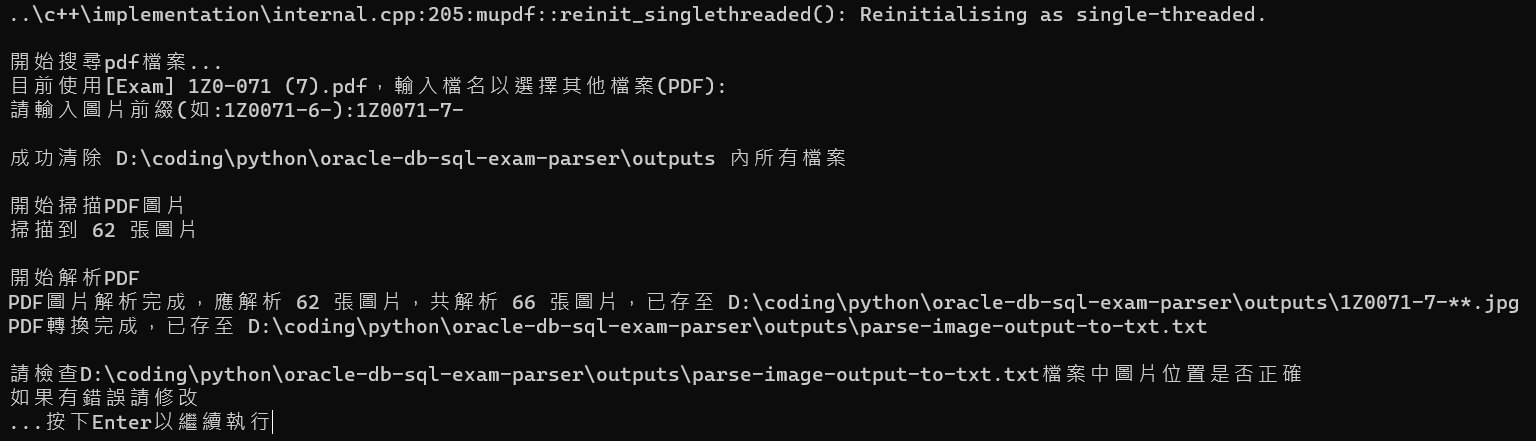 ..\c++\implementation\internal.cpp:205:mupdf::reinit_singlethreaded(): Reinitialising as single-threaded.
開始搜尋pdf檔案...
目前使用[Exam] 1Z0-071 (7).pdf，輸入檔名以選擇其他檔案(PDF):
請輸入圖片前綴(如:1Z0071-6-):1Z0071-7-
成功清除 D:\coding\python\oracle-db-sql-exam-parser\outputs 內所有檔案
開始掃描PDF圖片
掃描到 62 張圖片
開始解析PDF
PDF圖片解析完成，應解析 62 張圖片，共解析 66 張圖片，已存至 D:\coding\python\oracle-db-sql-exam-parser\outputs\1Z0071-7-**.jpg
PDF轉換完成，已存至 D:\coding\python\oracle-db-sql-exam-parser\outputs\parse-image-output-to-txt.txt
請檢查D:\coding\python\oracle-db-sql-exam-parser\outputs\parse-image-output-to-txt.txt檔案中圖片位置是否正確
如果有錯誤請修改
...按下Enter以繼續執行